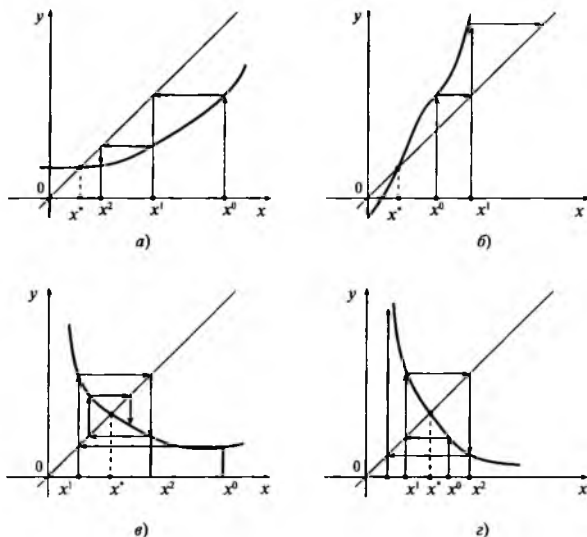 y
y
0
x* x² x¹ x⁰ x
0
x* x⁰ x¹ x
а)
б)
y
y
0
x¹ x* x² x⁰ x
0
x¹ x* x⁰ x² x
в)
г)